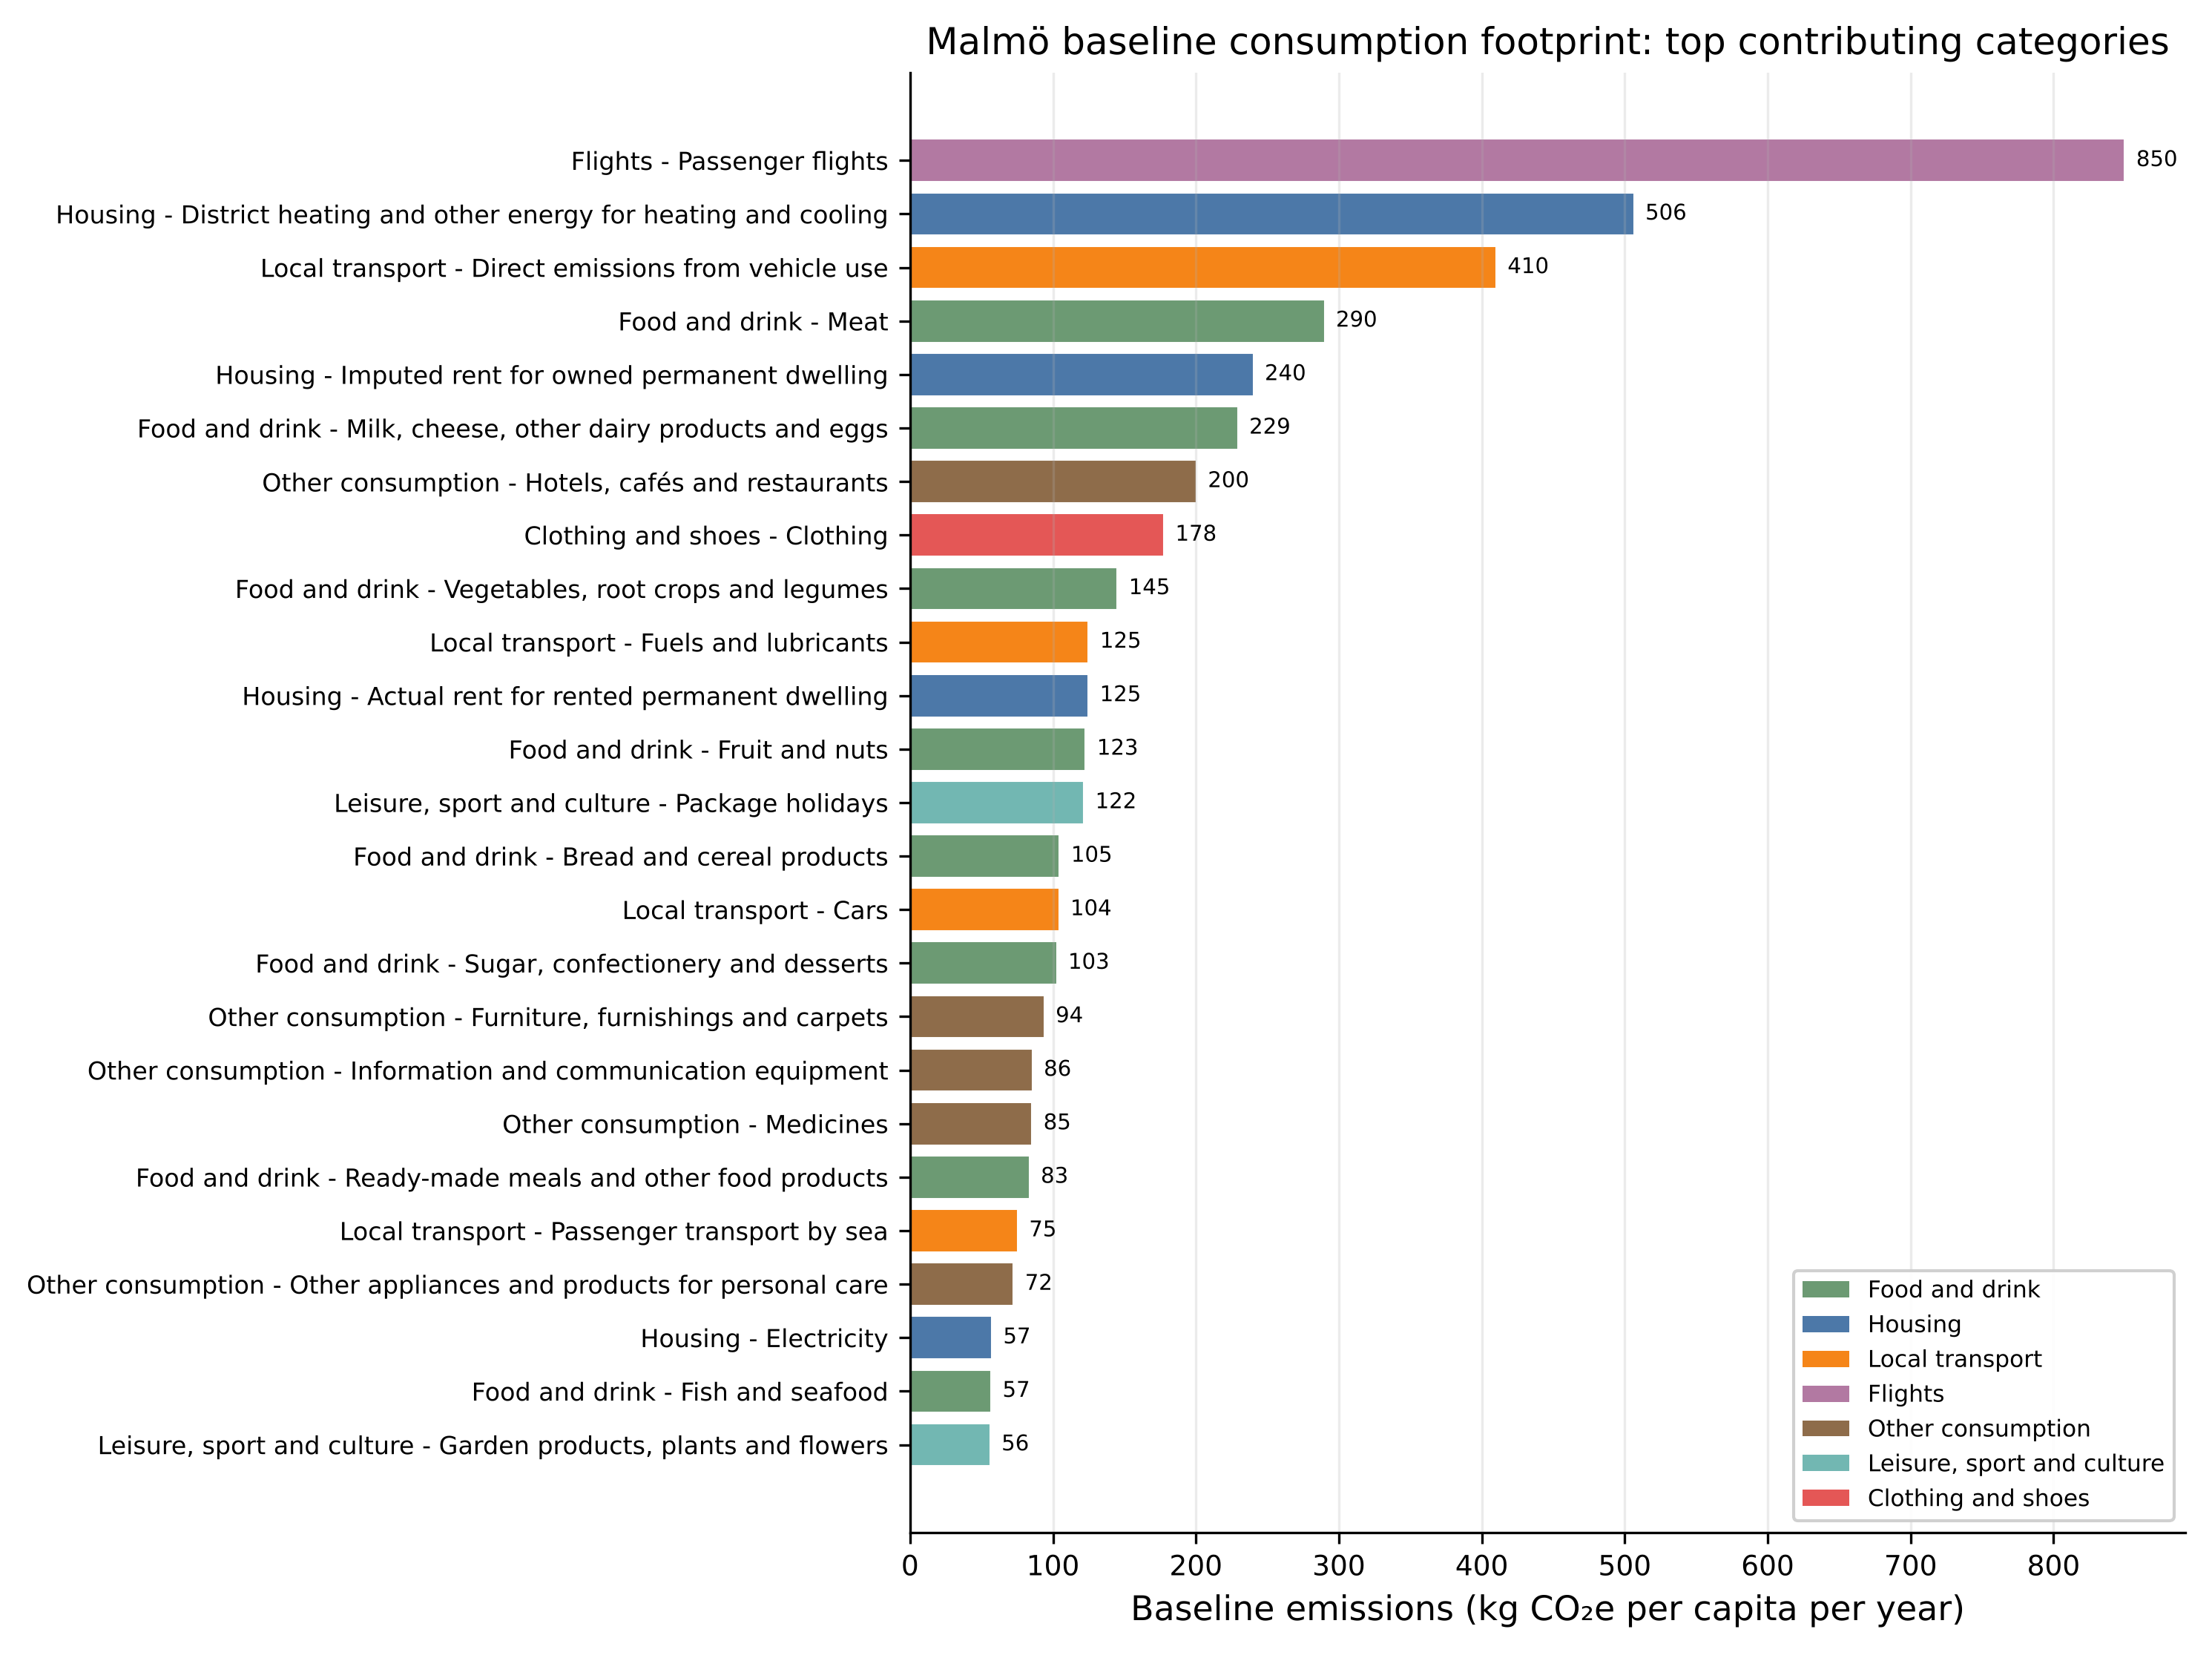 Malmö baseline consumption footprint: top contributing categories
Flights - Passenger flights 850
Housing - District heating and other energy for heating and cooling 506
Local transport - Direct emissions from vehicle use 410
Food and drink - Meat 290
Housing - Imputed rent for owned permanent dwelling 240
Food and drink - Milk, cheese, other dairy products and eggs 229
Other consumption - Hotels, cafés and restaurants 200
Clothing and shoes - Clothing 178
Food and drink - Vegetables, root crops and legumes 145
Local transport - Fuels and lubricants 125
Housing - Actual rent for rented permanent dwelling 125
Food and drink - Fruit and nuts 123
Leisure, sport and culture - Package holidays 122
Food and drink - Bread and cereal products 105
Local transport - Cars 104
Food and drink - Sugar, confectionery and desserts 103
Other consumption - Furniture, furnishings and carpets 94
Other consumption - Information and communication equipment 86
Other consumption - Medicines 85
Food and drink - Ready-made meals and other food products 83
Local transport - Passenger transport by sea 75
Other consumption - Other appliances and products for personal care 72
Housing - Electricity 57
Food and drink - Fish and seafood 57
Leisure, sport and culture - Garden products, plants and flowers 56
Food and drink
Housing
Local transport
Flights
Other consumption
Leisure, sport and culture
Clothing and shoes
0 100 200 300 400 500 600 700 800
Baseline emissions (kg CO₂e per capita per year)